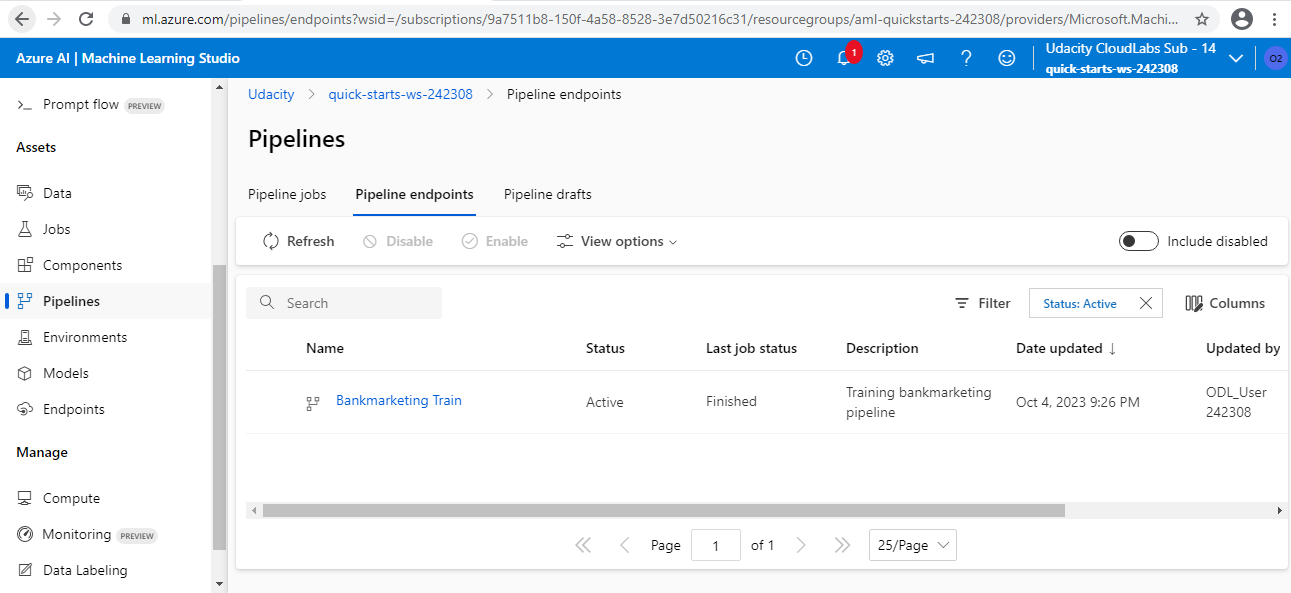 ml.azure.com/pipelines/endpoints?wsid=/subscriptions/9a7511b8-150f-4a58-8528-3e7d50216c31/resourcegroups/aml-quickstarts-242308/providers/Microsoft.Machi...
Azure AI | Machine Learning Studio
1
Udacity CloudLabs Sub - 14
quick-starts-ws-242308
O2
Prompt flow PREVIEW
Assets
Data
Jobs
Components
Pipelines
Environments
Models
Endpoints
Manage
Compute
Monitoring PREVIEW
Data Labeling
Udacity > quick-starts-ws-242308 > Pipeline endpoints
Pipelines
Pipeline jobs Pipeline endpoints Pipeline drafts
Refresh Disable Enable View options Include disabled
Search Filter Status: Active Columns
Name Status Last job status Description Date updated ↓ Updated by
Bankmarketing Train Active Finished Training bankmarketing pipeline Oct 4, 2023 9:26 PM ODL_User 242308
Page 1 of 1 25/Page